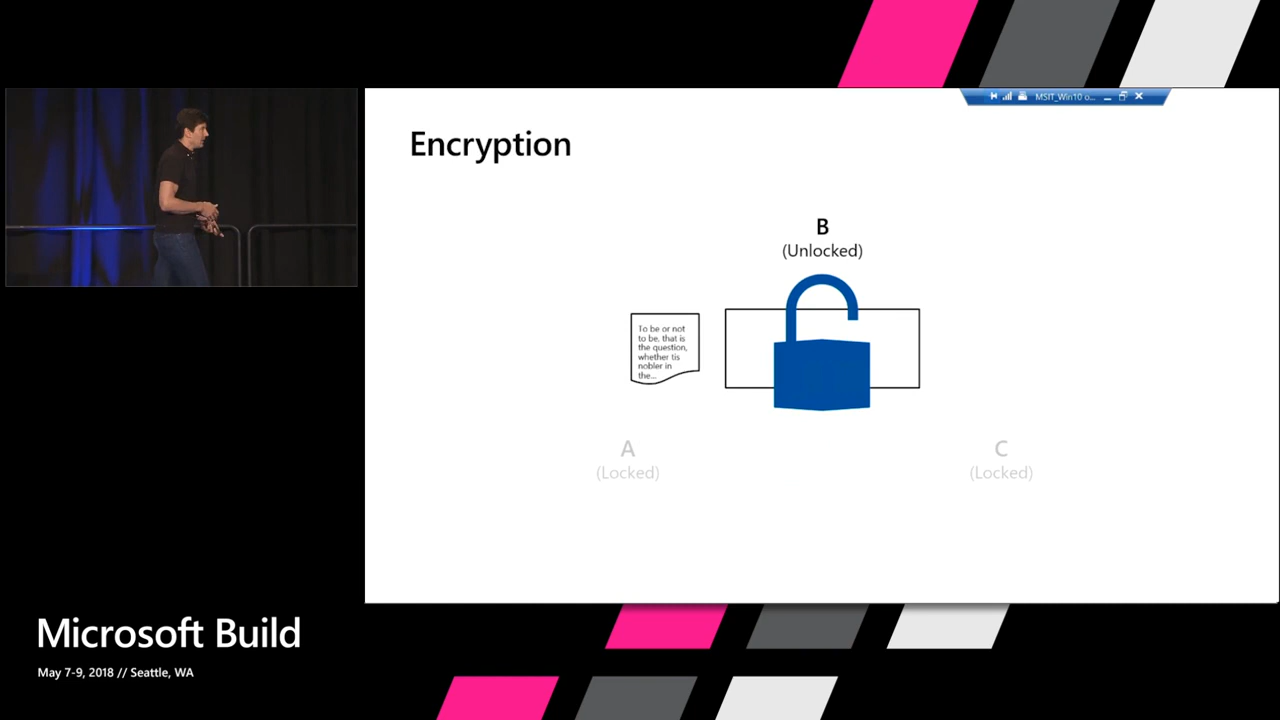 MSIT_Win10 o...
Encryption
B
(Unlocked)
To be or not
to be, that is
the question,
whether tis
nobler in
the...
A
(Locked)
C
(Locked)
Microsoft Build
May 7-9, 2018 // Seattle, WA